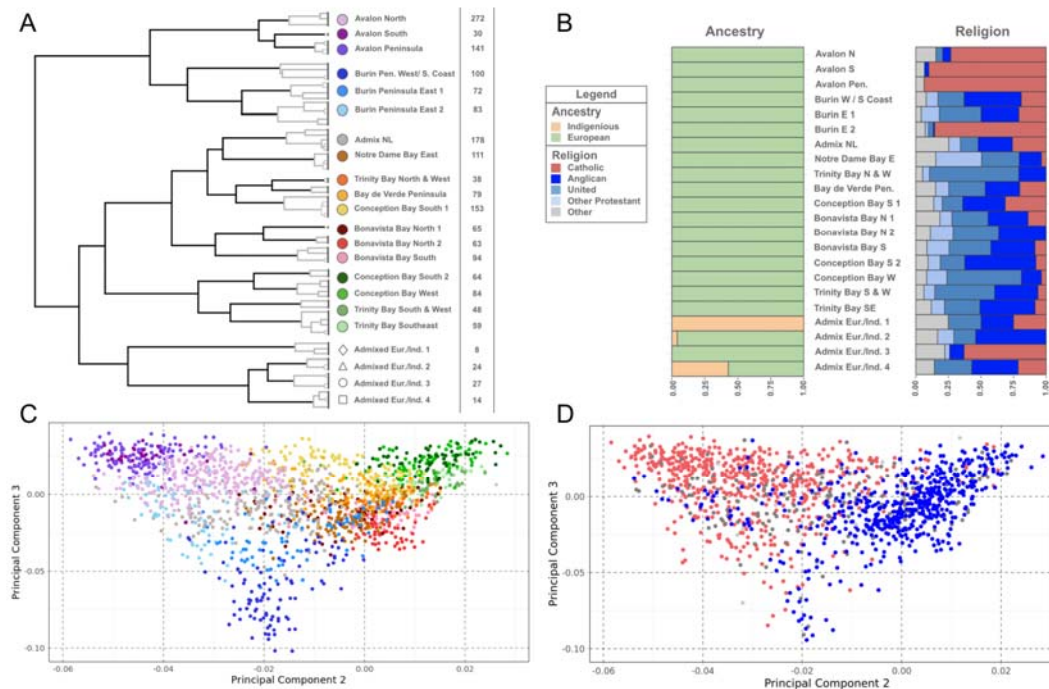 A
Avalon North 272
Avalon South 30
Avalon Peninsula 141
Burin Pen. West/ S. Coast 100
Burin Peninsula East 1 72
Burin Peninsula East 2 83
Admix NL 178
Notre Dame Bay East 111
Trinity Bay North & West 38
Bay de Verde Peninsula 79
Conception Bay South 1 153
Bonavista Bay North 1 65
Bonavista Bay North 2 63
Bonavista Bay South 94
Conception Bay South 2 64
Conception Bay West 84
Trinity Bay South & West 48
Trinity Bay Southeast 59
Admixed Eur./Ind. 1 8
Admixed Eur./Ind. 2 24
Admixed Eur./Ind. 3 27
Admixed Eur./Ind. 4 14
B
Ancestry Religion
Legend
Ancestry
Indigenious
European
Religion
Catholic
Anglican
United
Other Protestant
Other
Avalon N
Avalon S
Avalon Pen.
Burin W / S Coast
Burin E 1
Burin E 2
Admix NL
Notre Dame Bay E
Trinity Bay N & W
Bay de Verde Pen.
Conception Bay S 1
Bonavista Bay N 1
Bonavista Bay N 2
Bonavista Bay S
Conception Bay S 2
Conception Bay W
Trinity Bay S & W
Trinity Bay SE
Admix Eur./Ind. 1
Admix Eur./Ind. 2
Admix Eur./Ind. 3
Admix Eur./Ind. 4
0.00 0.25 0.50 0.75 1.00
0.00 0.25 0.50 0.75 1.00
C
Principal Component 3
0.00
-0.05
-0.10
-0.06 -0.04 -0.02 0.00 0.02
Principal Component 2
D
Principal Component 3
0.00
-0.05
-0.10
-0.06 -0.04 -0.02 0.00 0.02
Principal Component 2